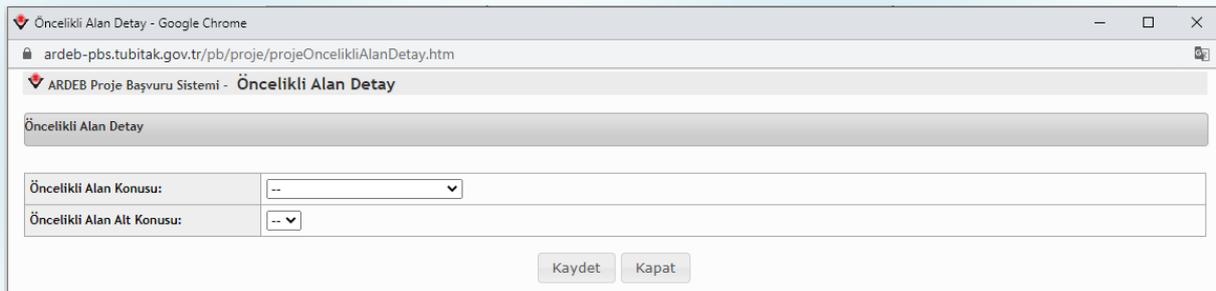 Öncelikli Alan Detay - Google Chrome
ardeb-pbs.tubitak.gov.tr/pb/proje/projeOncelikliAlanDetay.htm
ARDEB Proje Başvuru Sistemi - Öncelikli Alan Detay
Öncelikli Alan Detay
Öncelikli Alan Konusu: --
Öncelikli Alan Alt Konusu: --
Kaydet Kapat